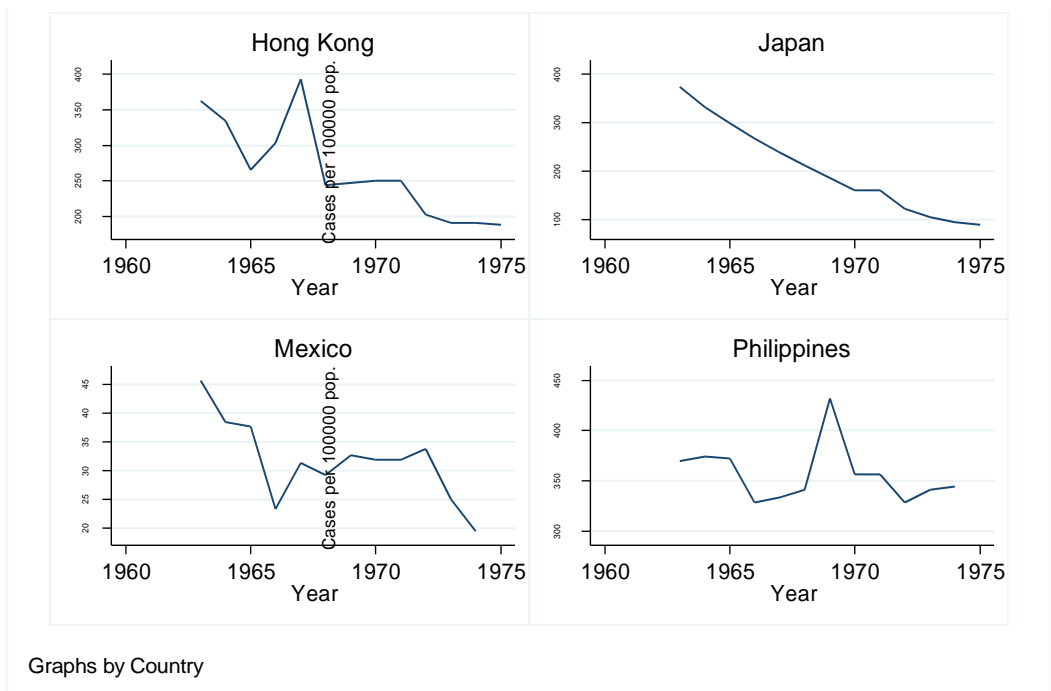 Hong Kong
400
350
300
250
200
Cases per 100000 pop.
1960 1965 1970 1975
Year
Japan
400
300
200
100
1960 1965 1970 1975
Year
Mexico
45
40
35
30
25
20
Cases per 100000 pop.
1960 1965 1970 1975
Year
Philippines
450
400
350
300
1960 1965 1970 1975
Year
Graphs by Country